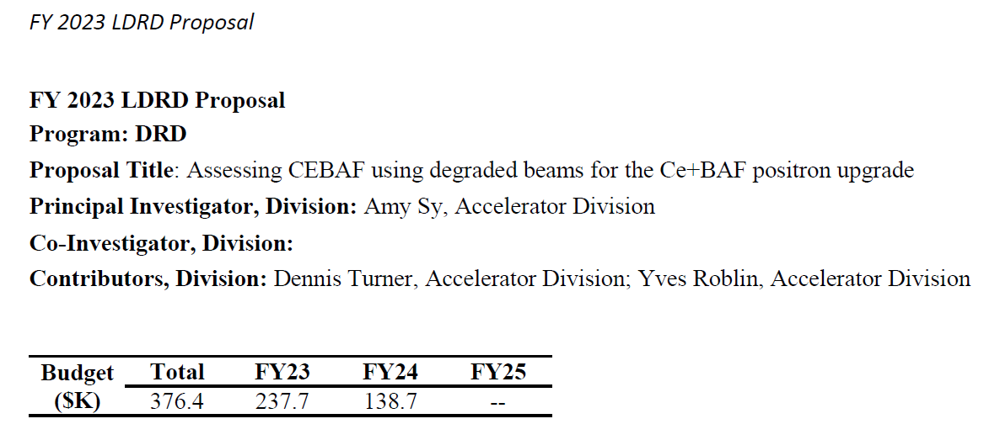 FY 2023 LDRD Proposal
FY 2023 LDRD Proposal
Program: DRD
Proposal Title: Assessing CEBAF using degraded beams for the Ce+BAF positron upgrade
Principal Investigator, Division: Amy Sy, Accelerator Division
Co-Investigator, Division:
Contributors, Division: Dennis Turner, Accelerator Division; Yves Roblin, Accelerator Division
Budget Total FY23 FY24 FY25
($K) 376.4 237.7 138.7 --